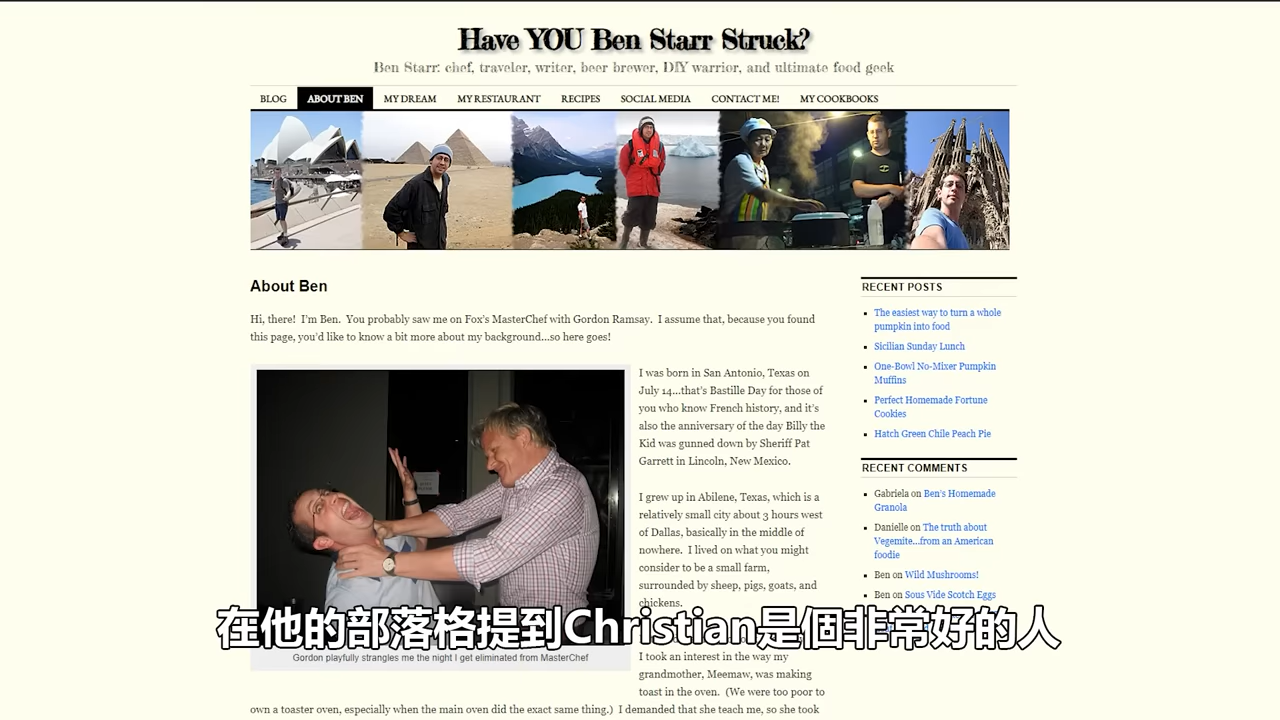 Have YOU Ben Starr Struck?
Ben Starr: chef, traveler, writer, beer brewer, DIY warrior, and ultimate food geek
BLOG ABOUT BEN MY DREAM MY RESTAURANT RECIPES SOCIAL MEDIA CONTACT ME! MY COOKBOOKS
About Ben
Hi, there!  I'm Ben.  You probably saw me on Fox's MasterChef with Gordon Ramsay.  I assume that, because you found
this page, you'd like to know a bit more about my background...so here goes!
I was born in San Antonio, Texas on
July 14...that's Bastille Day for those of
you who know French history, and it's
also the anniversary of the day Billy the
Kid was gunned down by Sheriff Pat
Garrett in Lincoln, New Mexico.
I grew up in Abilene, Texas, which is a
relatively small city about 3 hours west
of Dallas, basically in the middle of
nowhere.  I lived on what you might
consider to be a small farm,
surrounded by sheep, pigs, goats, and
chickens.
Gordon playfully strangles me the night I get eliminated from MasterChef
I took an interest in the way my
grandmother, Meemaw, was making
toast in the oven.  (We were too poor to
own a toaster oven, especially when the main oven did the exact same thing.)  I demanded that she teach me, so she took
RECENT POSTS
The easiest way to turn a whole
pumpkin into food
Sicilian Sunday Lunch
One-Bowl No-Mixer Pumpkin
Muffins
Perfect Homemade Fortune
Cookies
Hatch Green Chile Peach Pie
RECENT COMMENTS
Gabriela on Ben's Homemade
Granola
Danielle on The truth about
Vegemite...from an American
foodie
Ben on Wild Mushrooms!
Ben on Sous Vide Scotch Eggs
在他的部落格提到Christian是個非常好的人